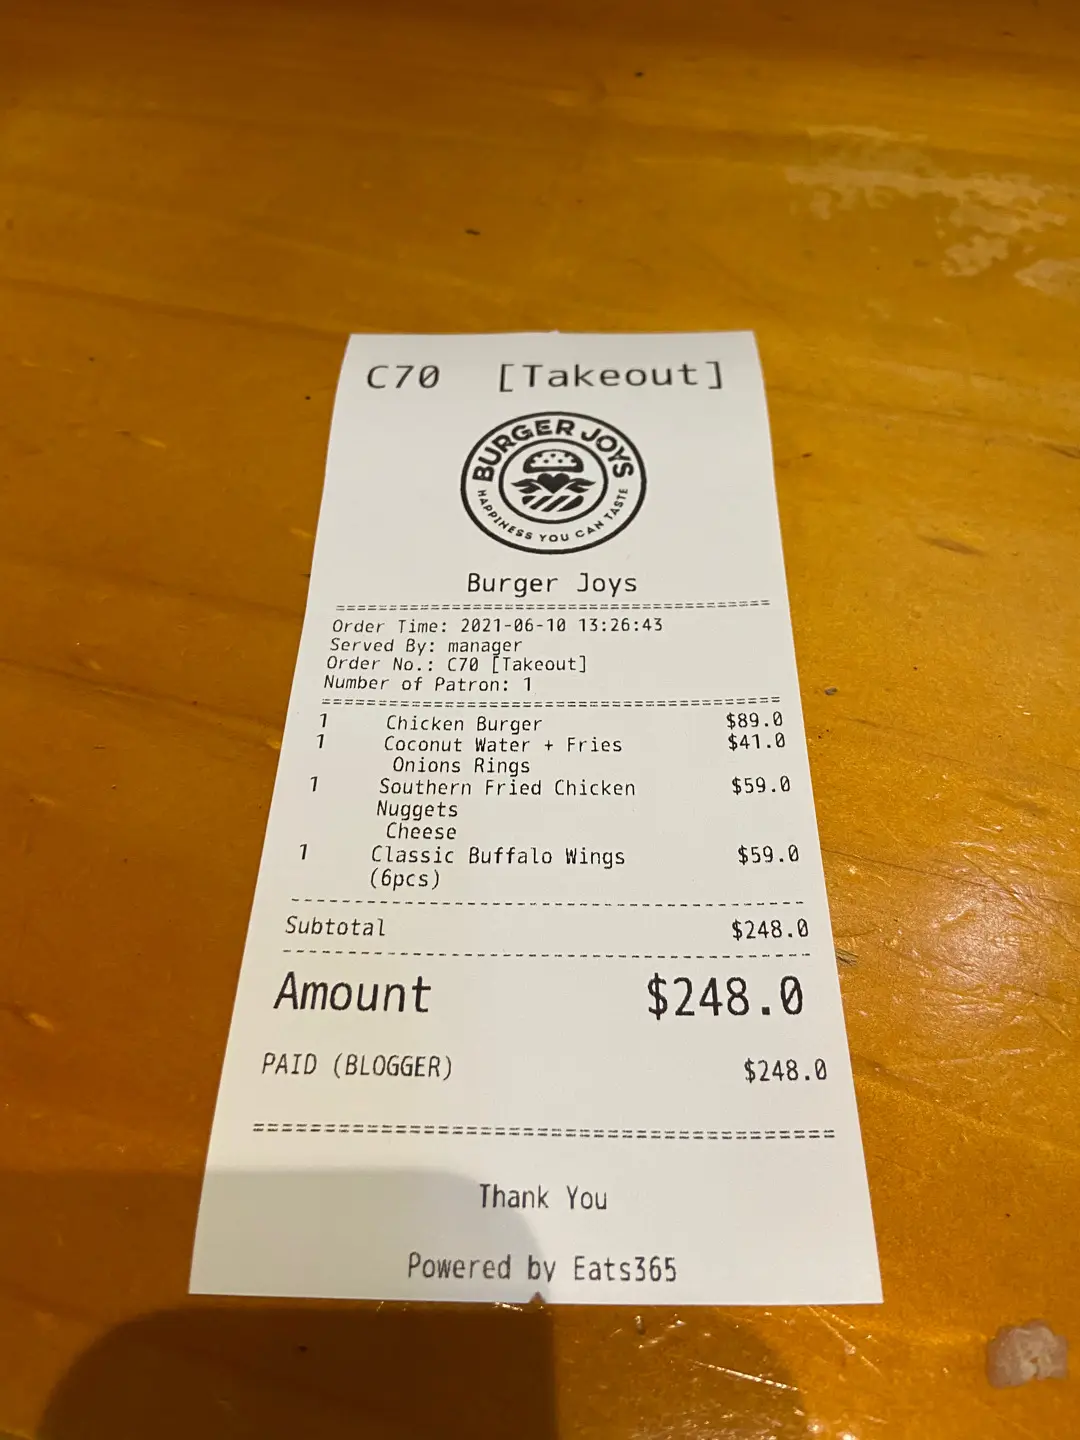 C70 [Takeout]
BURGER JOYS
HAPPINESS YOU CAN TASTE
Burger Joys
========================================
Order Time: 2021-06-10 13:26:43
Served By: manager
Order No.: C70 [Takeout]
Number of Patron: 1
========================================
1 Chicken Burger $89.0
1 Coconut Water + Fries $41.0
Onions Rings
1 Southern Fried Chicken $59.0
Nuggets
Cheese
1 Classic Buffalo Wings $59.0
(6pcs)
----------------------------------------
Subtotal $248.0
----------------------------------------
Amount $248.0
PAID (BLOGGER) $248.0
========================================
Thank You
Powered by Eats365